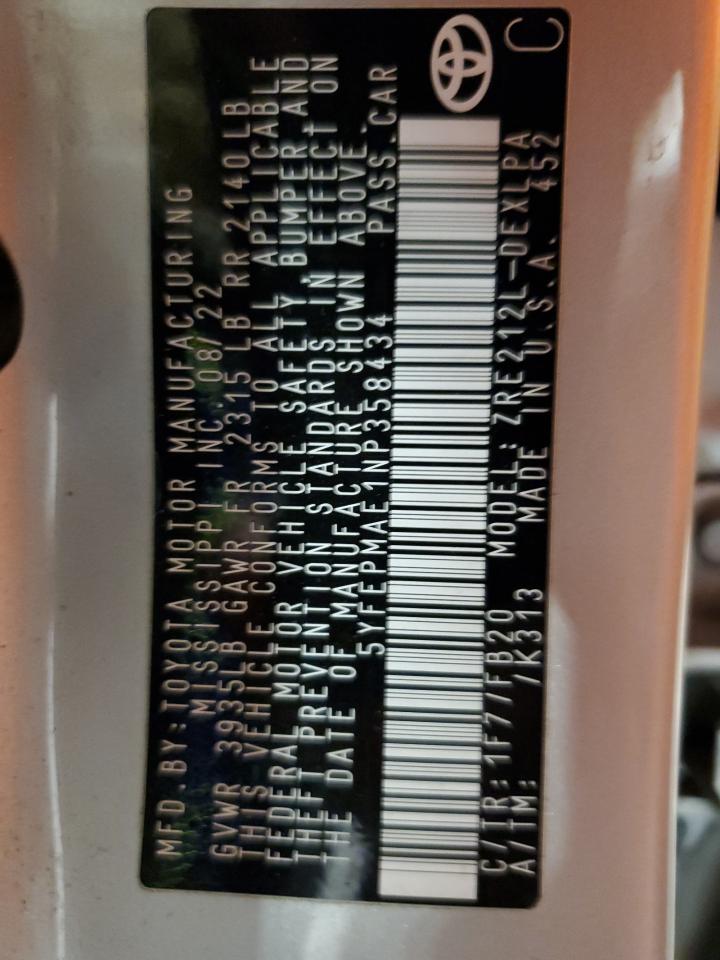 MFD.BY:TOYOTA MOTOR MANUFACTURING
MISSISSIPPI INC. 08/22
GVWR 3935LB GAWR FR 2315 LB RR 2140LB
THIS VEHICLE CONFORMS TO ALL APPLICABLE
FEDERAL MOTOR VEHICLE SAFETY, BUMPER, AND
THEFT PREVENTION STANDARDS IN EFFECT ON
THE DATE OF MANUFACTURE SHOWN ABOVE.
5YFEPMAE1NP358434 PASS.CAR
C/TR: 1F7/FB20 MODEL: ZRE212L-DEXLPA
A/TM: /K313 MADE IN U.S.A. 452
C